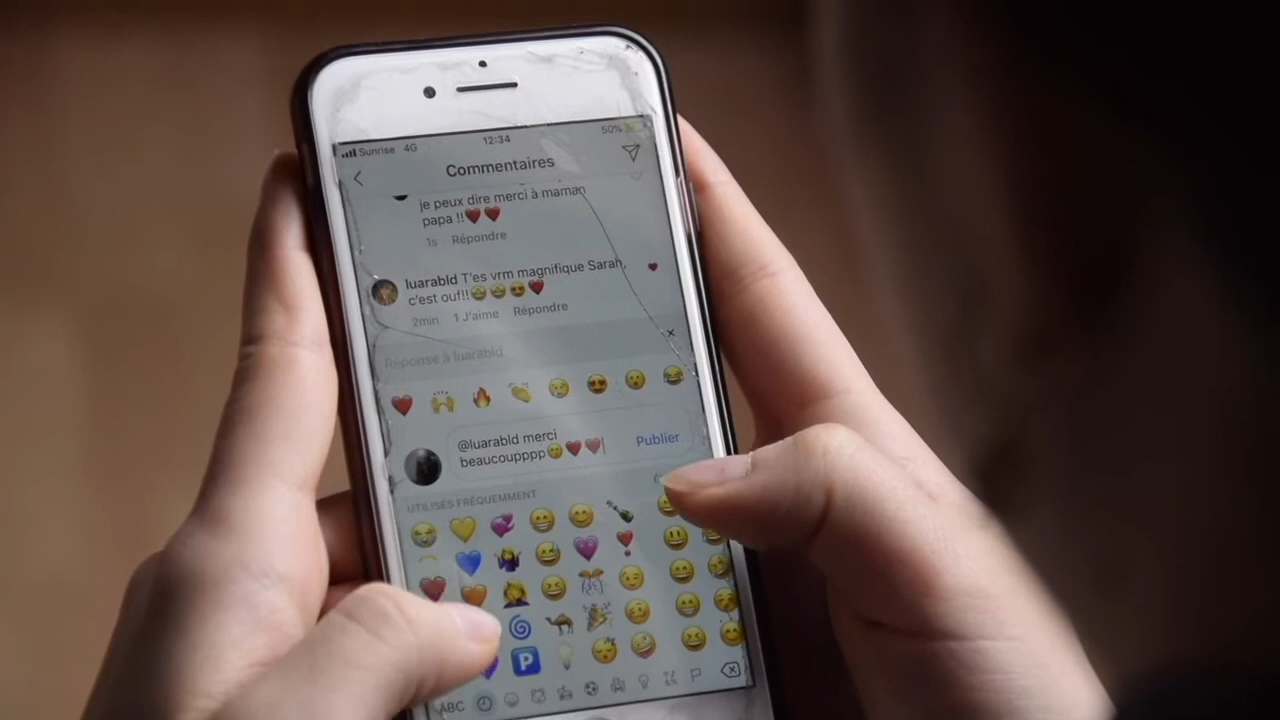 Sunrise 4G 12:34 50%
Commentaires
je peux dire merci à maman
papa !!❤️❤️
1s Répondre
luarabld T'es vrm magnifique Sarah,
c'est ouf!!🤩🤩😍❤️
2min 1 J'aime Répondre
Réponse à luarabld
@luarabld merci
beaucoupppp🥹❤️❤️
Publier
UTILISÉS FRÉQUEMMENT
P
ABC